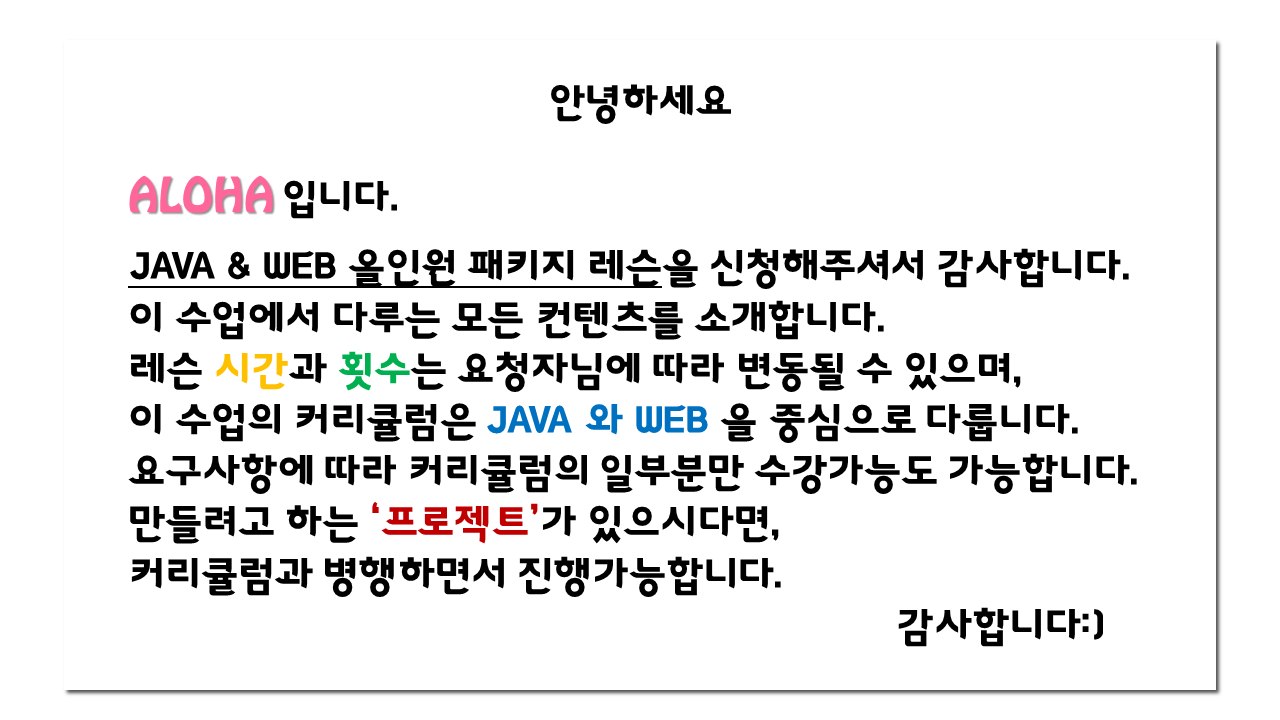 안녕하세요
ALOHA 입니다.
JAVA & WEB 올인원 패키지 레슨을 신청해주셔서 감사합니다.
이 수업에서 다루는 모든 컨텐츠를 소개합니다.
레슨 시간과 횟수는 요청자님에 따라 변동될 수 있으며,
이 수업의 커리큘럼은 JAVA 와 WEB 을 중심으로 다룹니다.
요구사항에 따라 커리큘럼의 일부분만 수강가능도 가능합니다.
만들려고 하는 ‘프로젝트’가 있으시다면,
커리큘럼과 병행하면서 진행가능합니다.
감사합니다:)